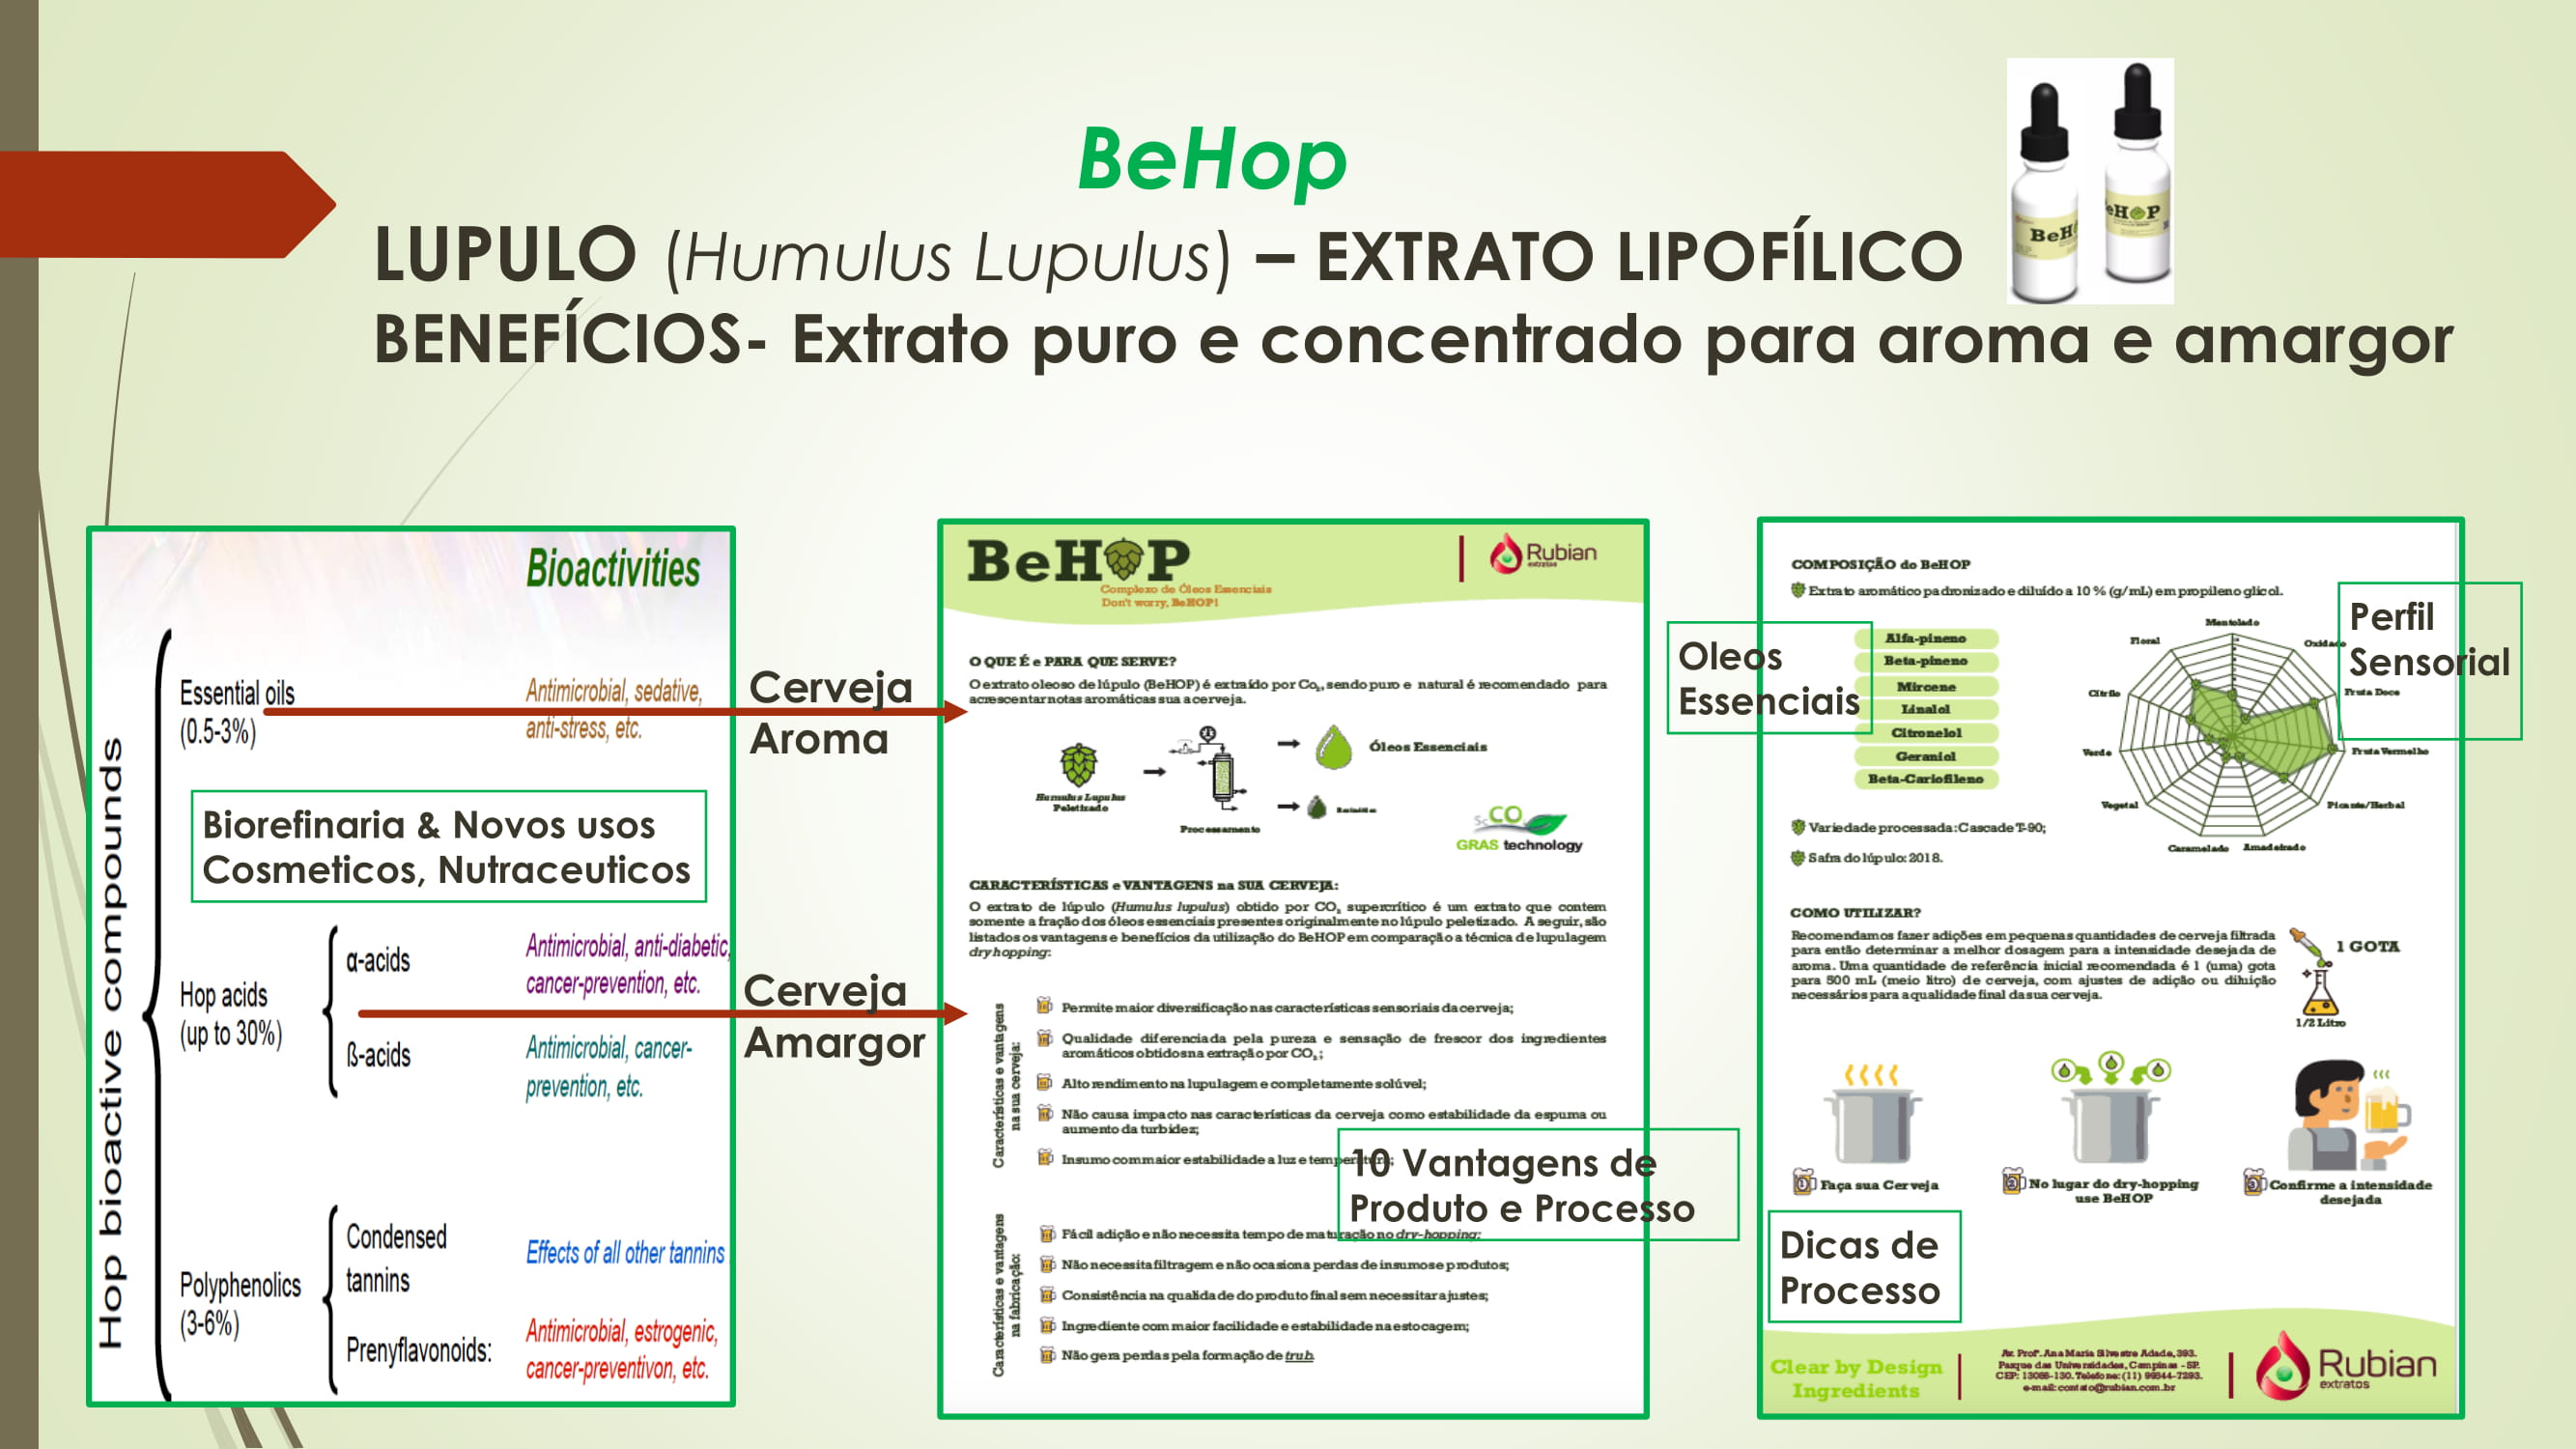 BeHop
LUPULO (Humulus Lupulus) – EXTRATO LIPOFÍLICO
BENEFÍCIOS- Extrato puro e concentrado para aroma e amargor
BeHOP
Hop bioactive compounds
Bioactivities
Essential oils
(0.5-3%)
Antimicrobial, sedative,
anti-stress, etc.
Biorefinaria & Novos usos
Cosmeticos, Nutraceuticos
Hop acids
(up to 30%)
α-acids
Antimicrobial, anti-diabetic,
cancer-prevention, etc.
ß-acids
Antimicrobial, cancer-
prevention, etc.
Polyphenolics
(3-6%)
Condensed
tannins
Effects of all other tannins
Prenyflavonoids:
Antimicrobial, estrogenic,
cancer-preventivon, etc.
Cerveja
Aroma
Cerveja
Amargor
BeHOP
Complexo de Óleos Essenciais
Don't worry, BeHOP!
Rubian
extratos
O QUE É e PARA QUE SERVE?
O extrato oleoso de lúpulo (BeHOP) é extraído por Co₂, sendo puro e natural é recomendado para
acrescentar notas aromáticas sua a cerveja.
Humulus Lupulus
Peletizado
Processamento
Óleos Essenciais
ScCO₂
GRAS technology
CARACTERÍSTICAS e VANTAGENS na SUA CERVEJA:
O extrato de lúpulo (Humulus lupulus) obtido por CO₂ supercrítico é um extrato que contem
somente a fração dos óleos essenciais presentes originalmente no lúpulo peletizado. A seguir, são
listados os vantagens e benefícios da utilização do BeHOP em comparação a técnica de lupulagem
dry hopping:
Características e vantagens
na sua cerveja:
Permite maior diversificação nas características sensoriais da cerveja;
Qualidade diferenciada pela pureza e sensação de frescor dos ingredientes
aromáticos obtidos na extração por CO₂;
Alto rendimento na lupulagem e completamente solúvel;
Não causa impacto nas características da cerveja como estabilidade da espuma ou
aumento da turbidez;
Insumo com maior estabilidade a luz e temperatura;
10 Vantagens de
Produto e Processo
Características e vantagens
na fabricação:
Fácil adição e não necessita tempo de maturação no dry-hopping;
Não necessita filtragem e não ocasiona perdas de insumos e produtos;
Consistência na qualidade do produto final sem necessitar ajustes;
Ingrediente com maior facilidade e estabilidade na estocagem;
Não gera perdas pela formação de trub.
Oleos
Essenciais
COMPOSIÇÃO do BeHOP
Extrato aromático padronizado e diluído a 10 % (g/mL) em propileno glicol.
Alfa-pineno
Beta-pineno
Mirceno
Linalol
Citronelol
Geraniol
Beta-Cariofileno
Perfil
Sensorial
Mentolado
Oxidado
Fruta Doce
Fruta Vermelho
Picante/Herbal
Amadeirado
Caramelado
Vegetal
Verde
Citrílo
Floral
Variedade processada: Cascade T-90;
Safra do lúpulo: 2018.
COMO UTILIZAR?
Recomendamos fazer adições em pequenas quantidades de cerveja filtrada
para então determinar a melhor dosagem para a intensidade desejada de
aroma. Uma quantidade de referência inicial recomendada é 1 (uma) gota
para 500 mL (meio litro) de cerveja, com ajustes de adição ou diluição
necessários para a qualidade final da sua cerveja.
1 GOTA
1/2 Litro
1 Faça sua Cerveja
2 No lugar do dry-hopping
use BeHOP
3 Confirme a intensidade
desejada
Dicas de
Processo
Clear by Design
Ingredients
Av. Profª. Ana Maria Silvestre Adade, 393.
Parque das Universidades, Campinas - SP.
CEP: 13086-130. Telefone: (11) 99544-7293.
e-mail: contato@rubian.com.br
Rubian
extratos